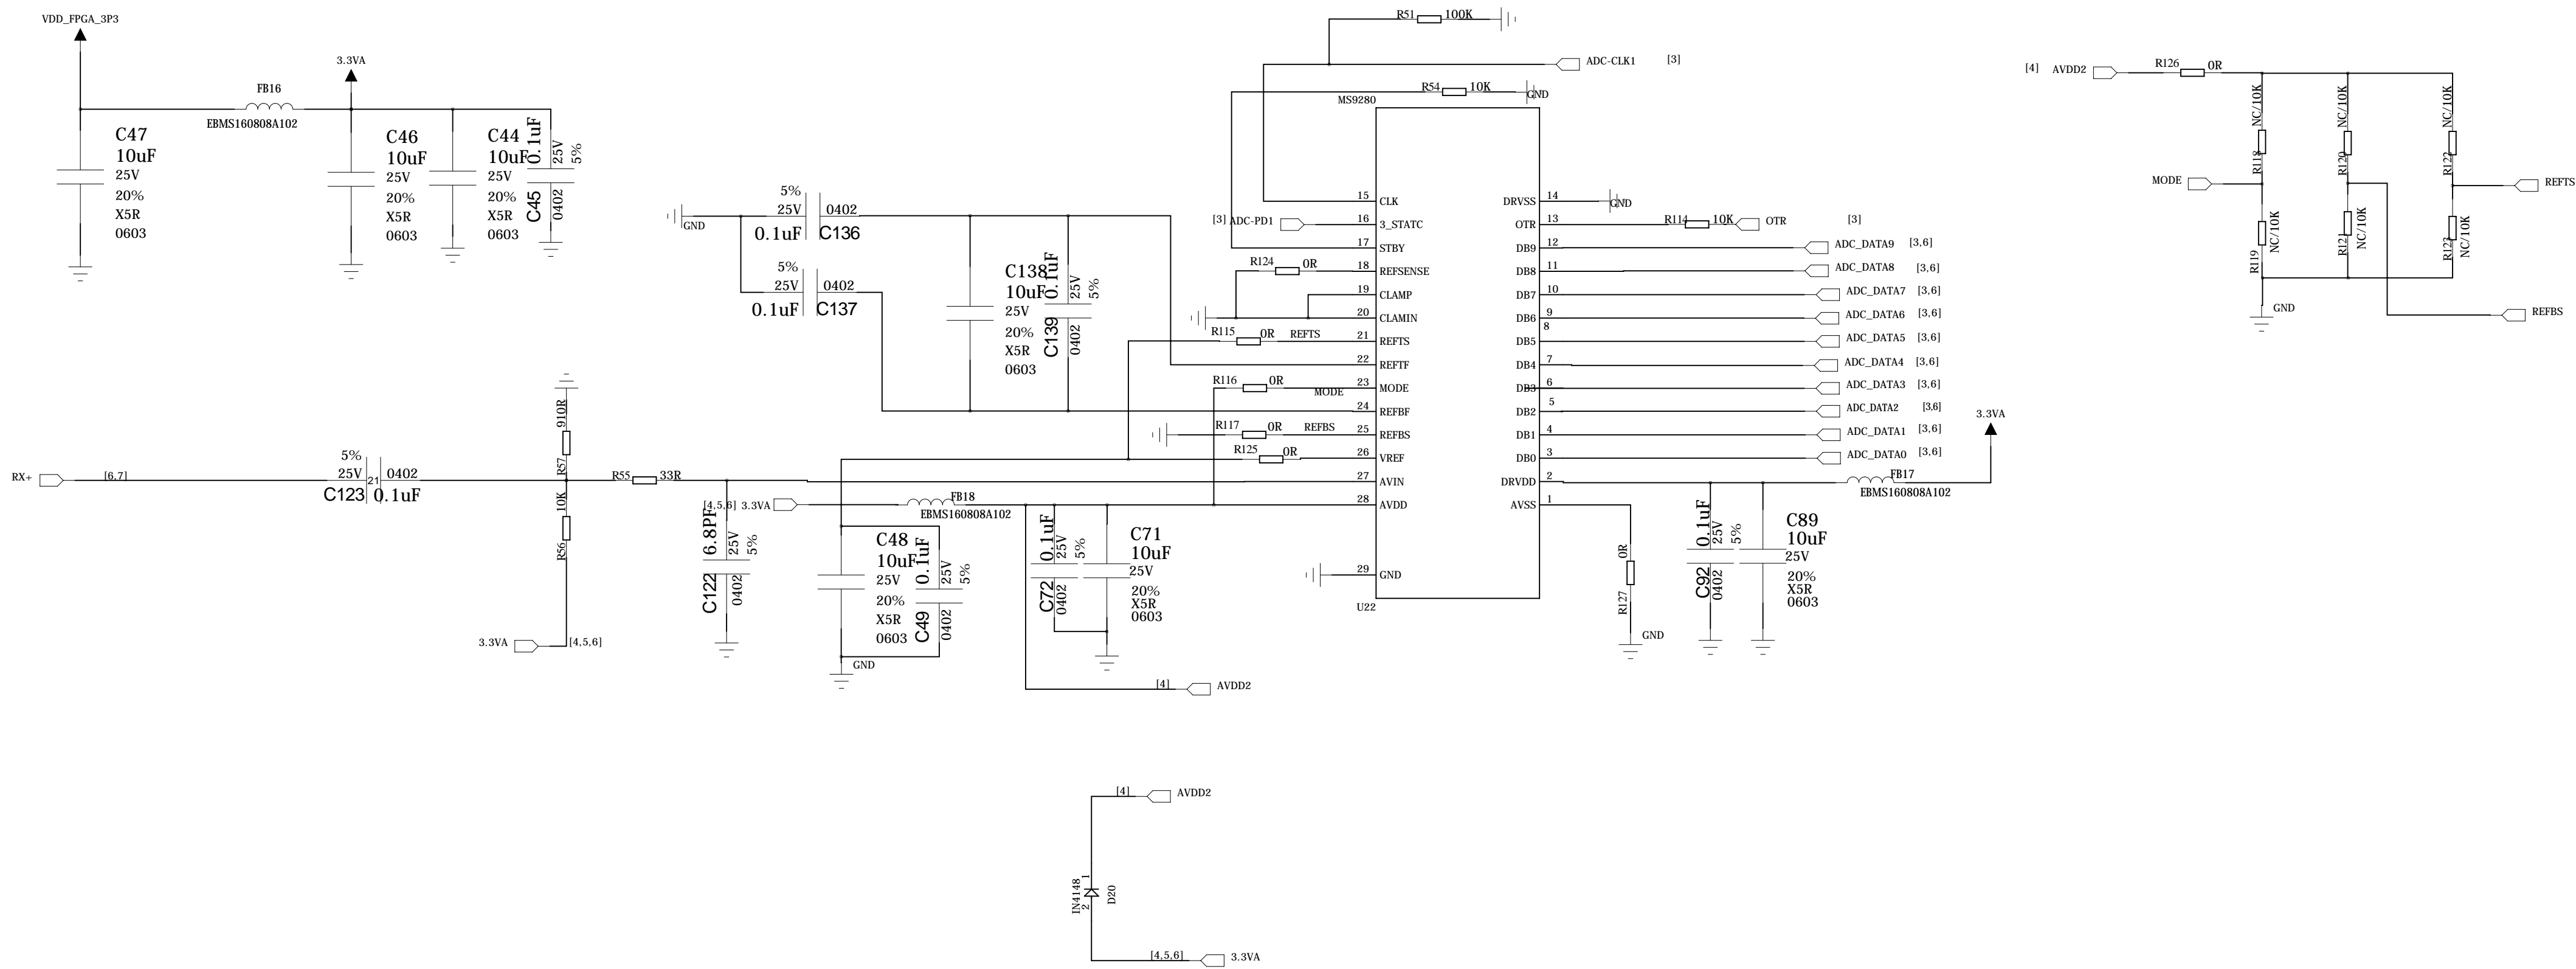 VDD_FPGA_3P3
3.3VA
FB16
EBMS160808A102
C47
10uF
25V
20%
X5R
0603
C46
10uF
25V
20%
X5R
0603
C44
10uF
25V
20%
X5R
0603
C45
0.1uF
25V
5%
0402
GND
5%
25V
0402
0.1uF
C136
5%
25V
0402
0.1uF
C137
C138
10uF
25V
20%
X5R
0603
C139
0.1uF
25V
5%
0402
R51
100K
ADC-CLK1
[3]
R54
10K
GND
MS9280
[3]
ADC-PD1
R124
0R
R115
0R
REFTS
R116
0R
MODE
R117
0R
REFBS
R125
0R
15
CLK
16
3_STATC
17
STBY
18
REFSENSE
19
CLAMP
20
CLAMIN
21
REFTS
22
REFTF
23
MODE
24
REFBF
25
REFBS
26
VREF
27
AVIN
28
AVDD
29
GND
U22
DRVSS
14
GND
OTR
13
R114
10K
OTR
[3]
DB9
12
ADC_DATA9
[3,6]
DB8
11
ADC_DATA8
[3,6]
DB7
10
ADC_DATA7
[3,6]
DB6
9
ADC_DATA6
[3,6]
DB5
8
ADC_DATA5
[3,6]
DB4
7
ADC_DATA4
[3,6]
DB3
6
ADC_DATA3
[3,6]
DB2
5
ADC_DATA2
[3,6]
DB1
4
ADC_DATA1
[3,6]
DB0
3
ADC_DATA0
[3,6]
DRVDD
2
AVSS
1
3.3VA
FB17
EBMS160808A102
0R
R127
GND
C92
0.1uF
25V
5%
0402
C89
10uF
25V
20%
X5R
0603
RX+
[6,7]
5%
25V
21
0402
C123
0.1uF
910R
R57
10K
R56
R55
33R
3.3VA
[4,5,6]
C122
6.8PF
25V
5%
0402
[4,5,6]
3.3VA
FB18
EBMS160808A102
C48
10uF
25V
20%
X5R
0603
C49
0.1uF
25V
5%
0402
GND
C72
0.1uF
25V
5%
0402
C71
10uF
25V
20%
X5R
0603
[4]
AVDD2
[4]
AVDD2
IN4148
1
2
D20
[4,5,6]
3.3VA
[4]
AVDD2
R126
0R
NC/10K
R118
NC/10K
R120
NC/10K
R122
MODE
REFTS
R119
NC/10K
R121
NC/10K
R123
NC/10K
GND
REFBS